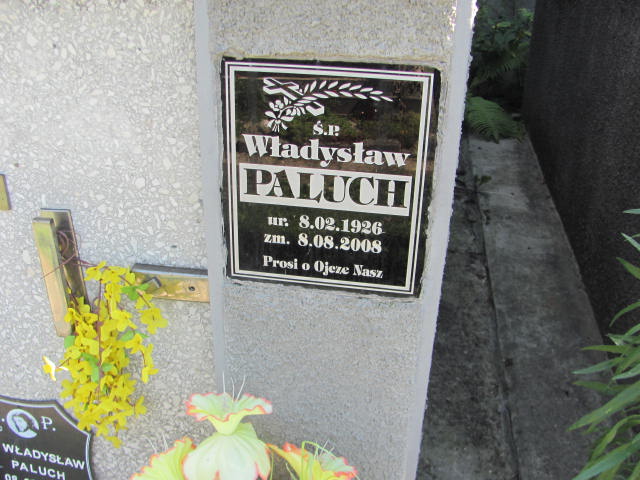 Ś.P.
Władysław
PALUCH
ur. 8.02.1926
zm. 8.08.2008
Prosi o Ojcze Nasz
P.
WŁADYSŁAW
PALUCH